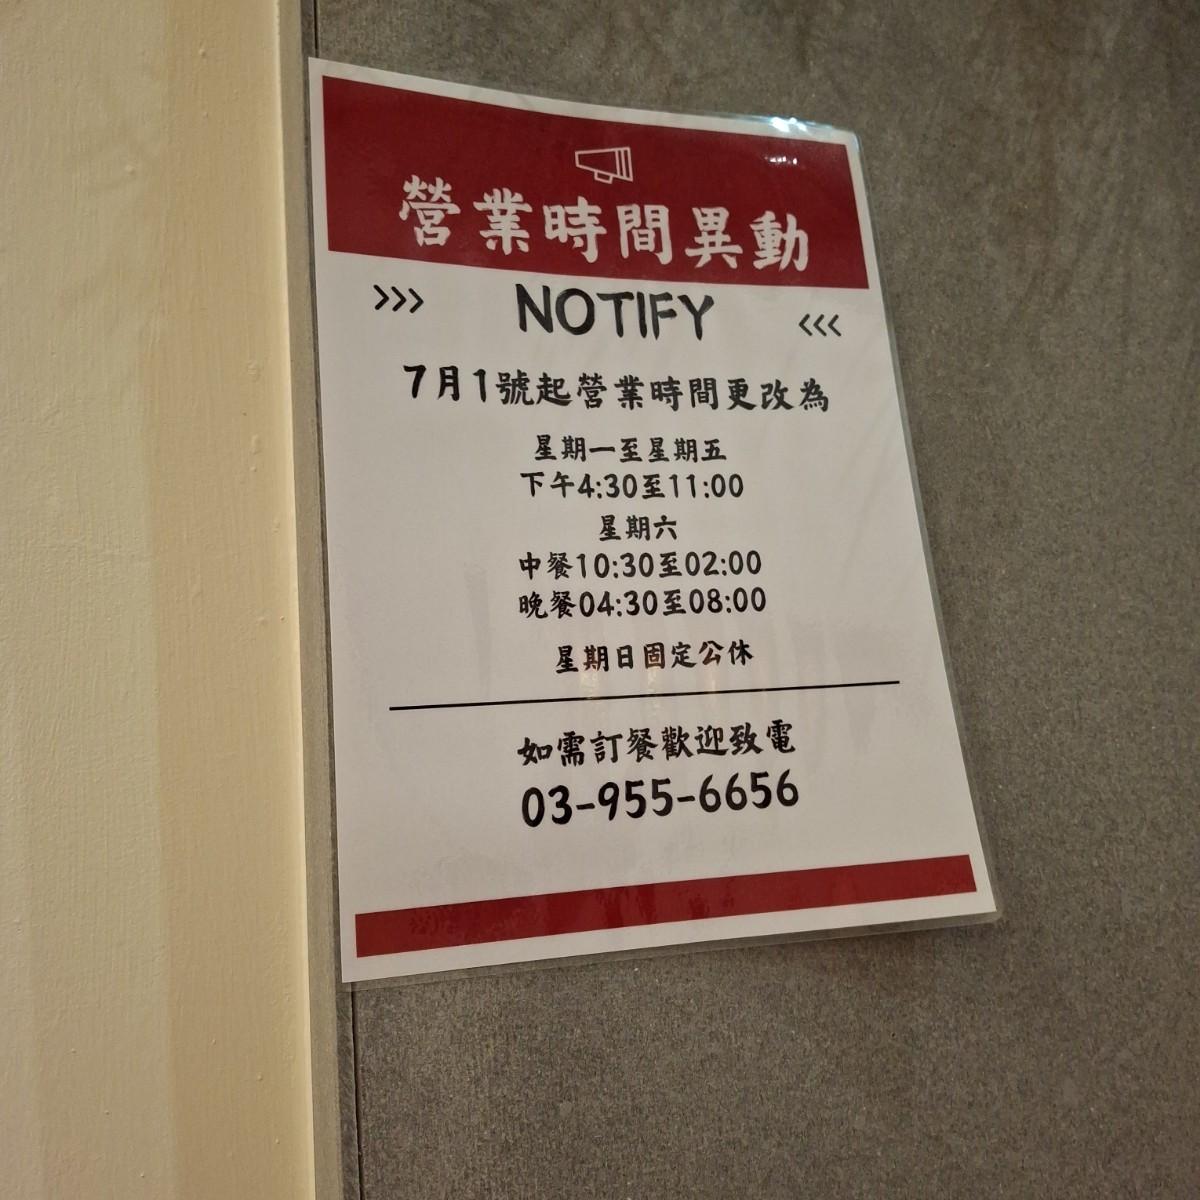 營業時間異動
>>> NOTIFY <<<
7月1號起營業時間更改為
星期一至星期五
下午4:30至11:00
星期六
中餐10:30至02:00
晚餐04:30至08:00
星期日固定公休
如需訂餐歡迎致電
03-955-6656